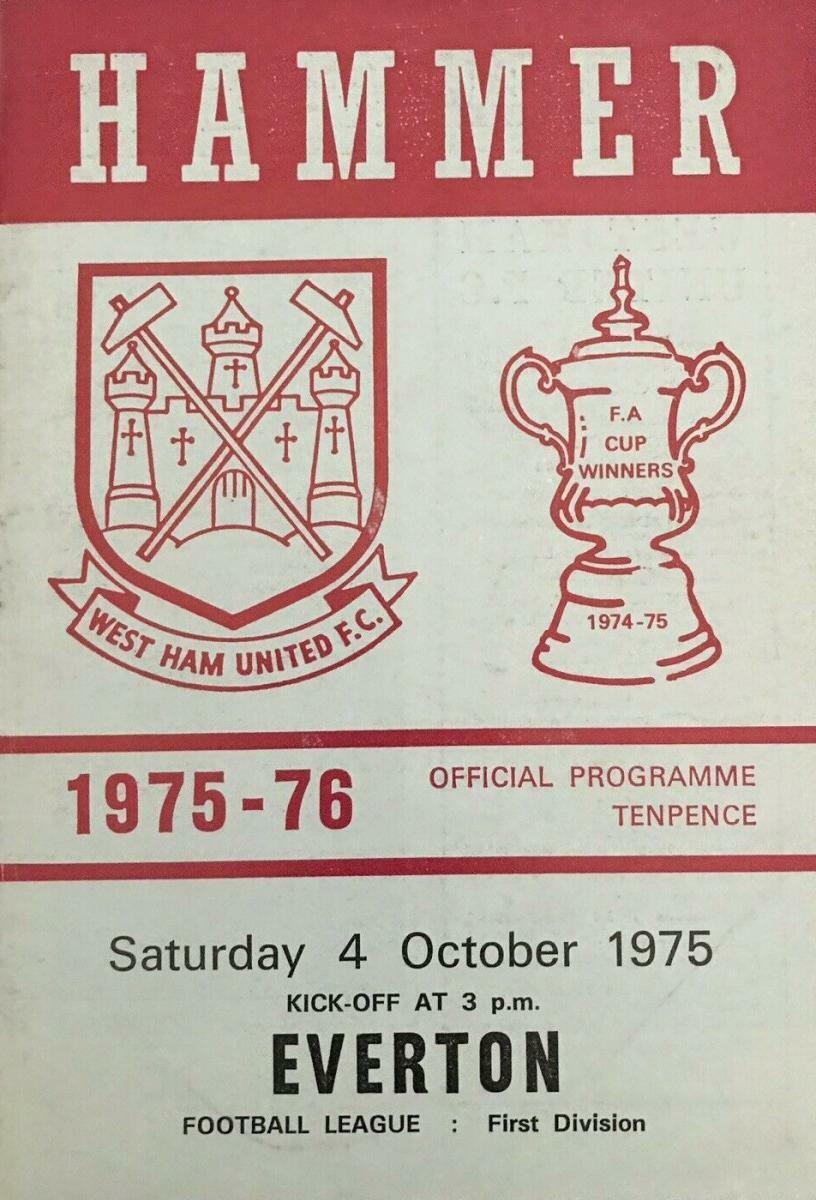 HAMMER
F.A
CUP
WINNERS
1974-75
WEST HAM UNITED F.C.
1975-76
OFFICIAL PROGRAMME
TENPENCE
Saturday 4 October 1975
KICK-OFF AT 3 p.m.
EVERTON
FOOTBALL LEAGUE : First Division